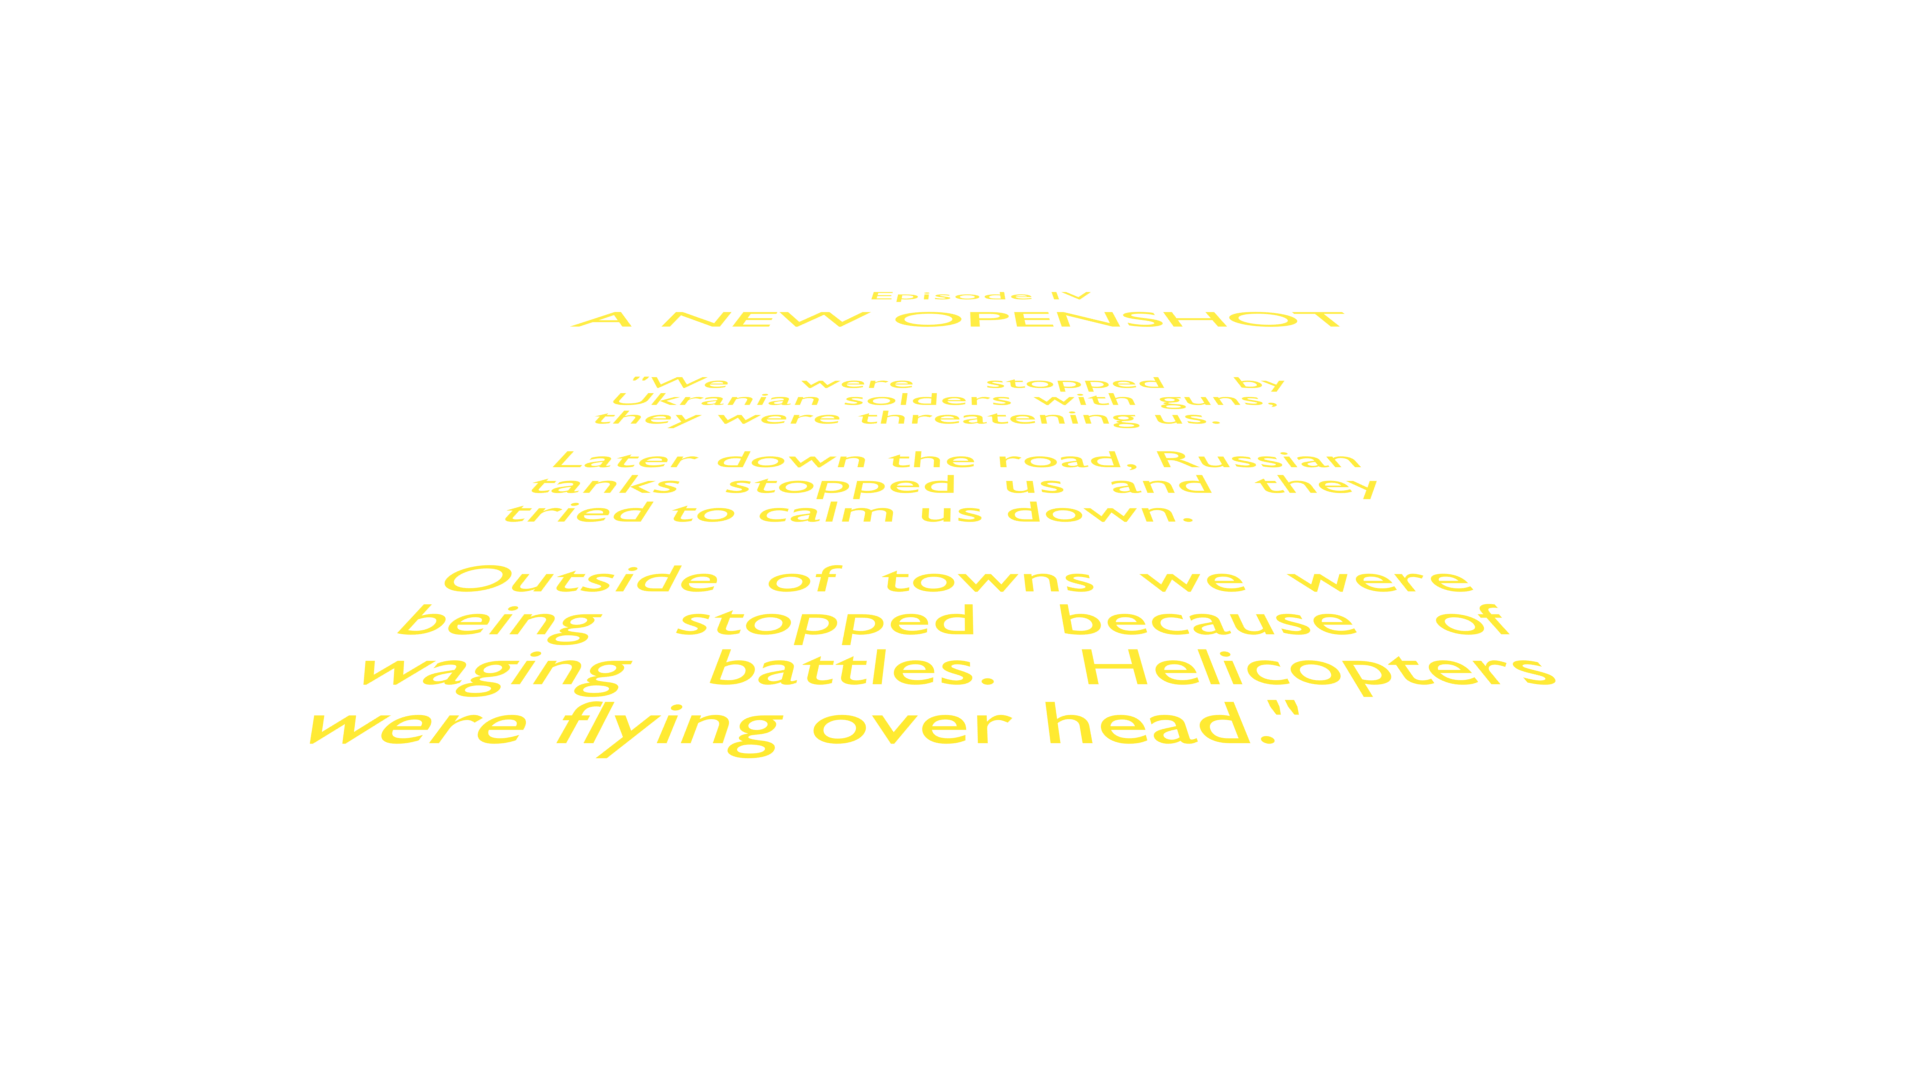 Episode IV
A NEW OPENSHOT
"We were stopped by
Ukranian solders with guns,
they were threatening us.
Later down the road, Russian
tanks stopped us and they
tried to calm us down.
Outside of towns we were
being stopped because of
waging battles. Helicopters
were flying over head."